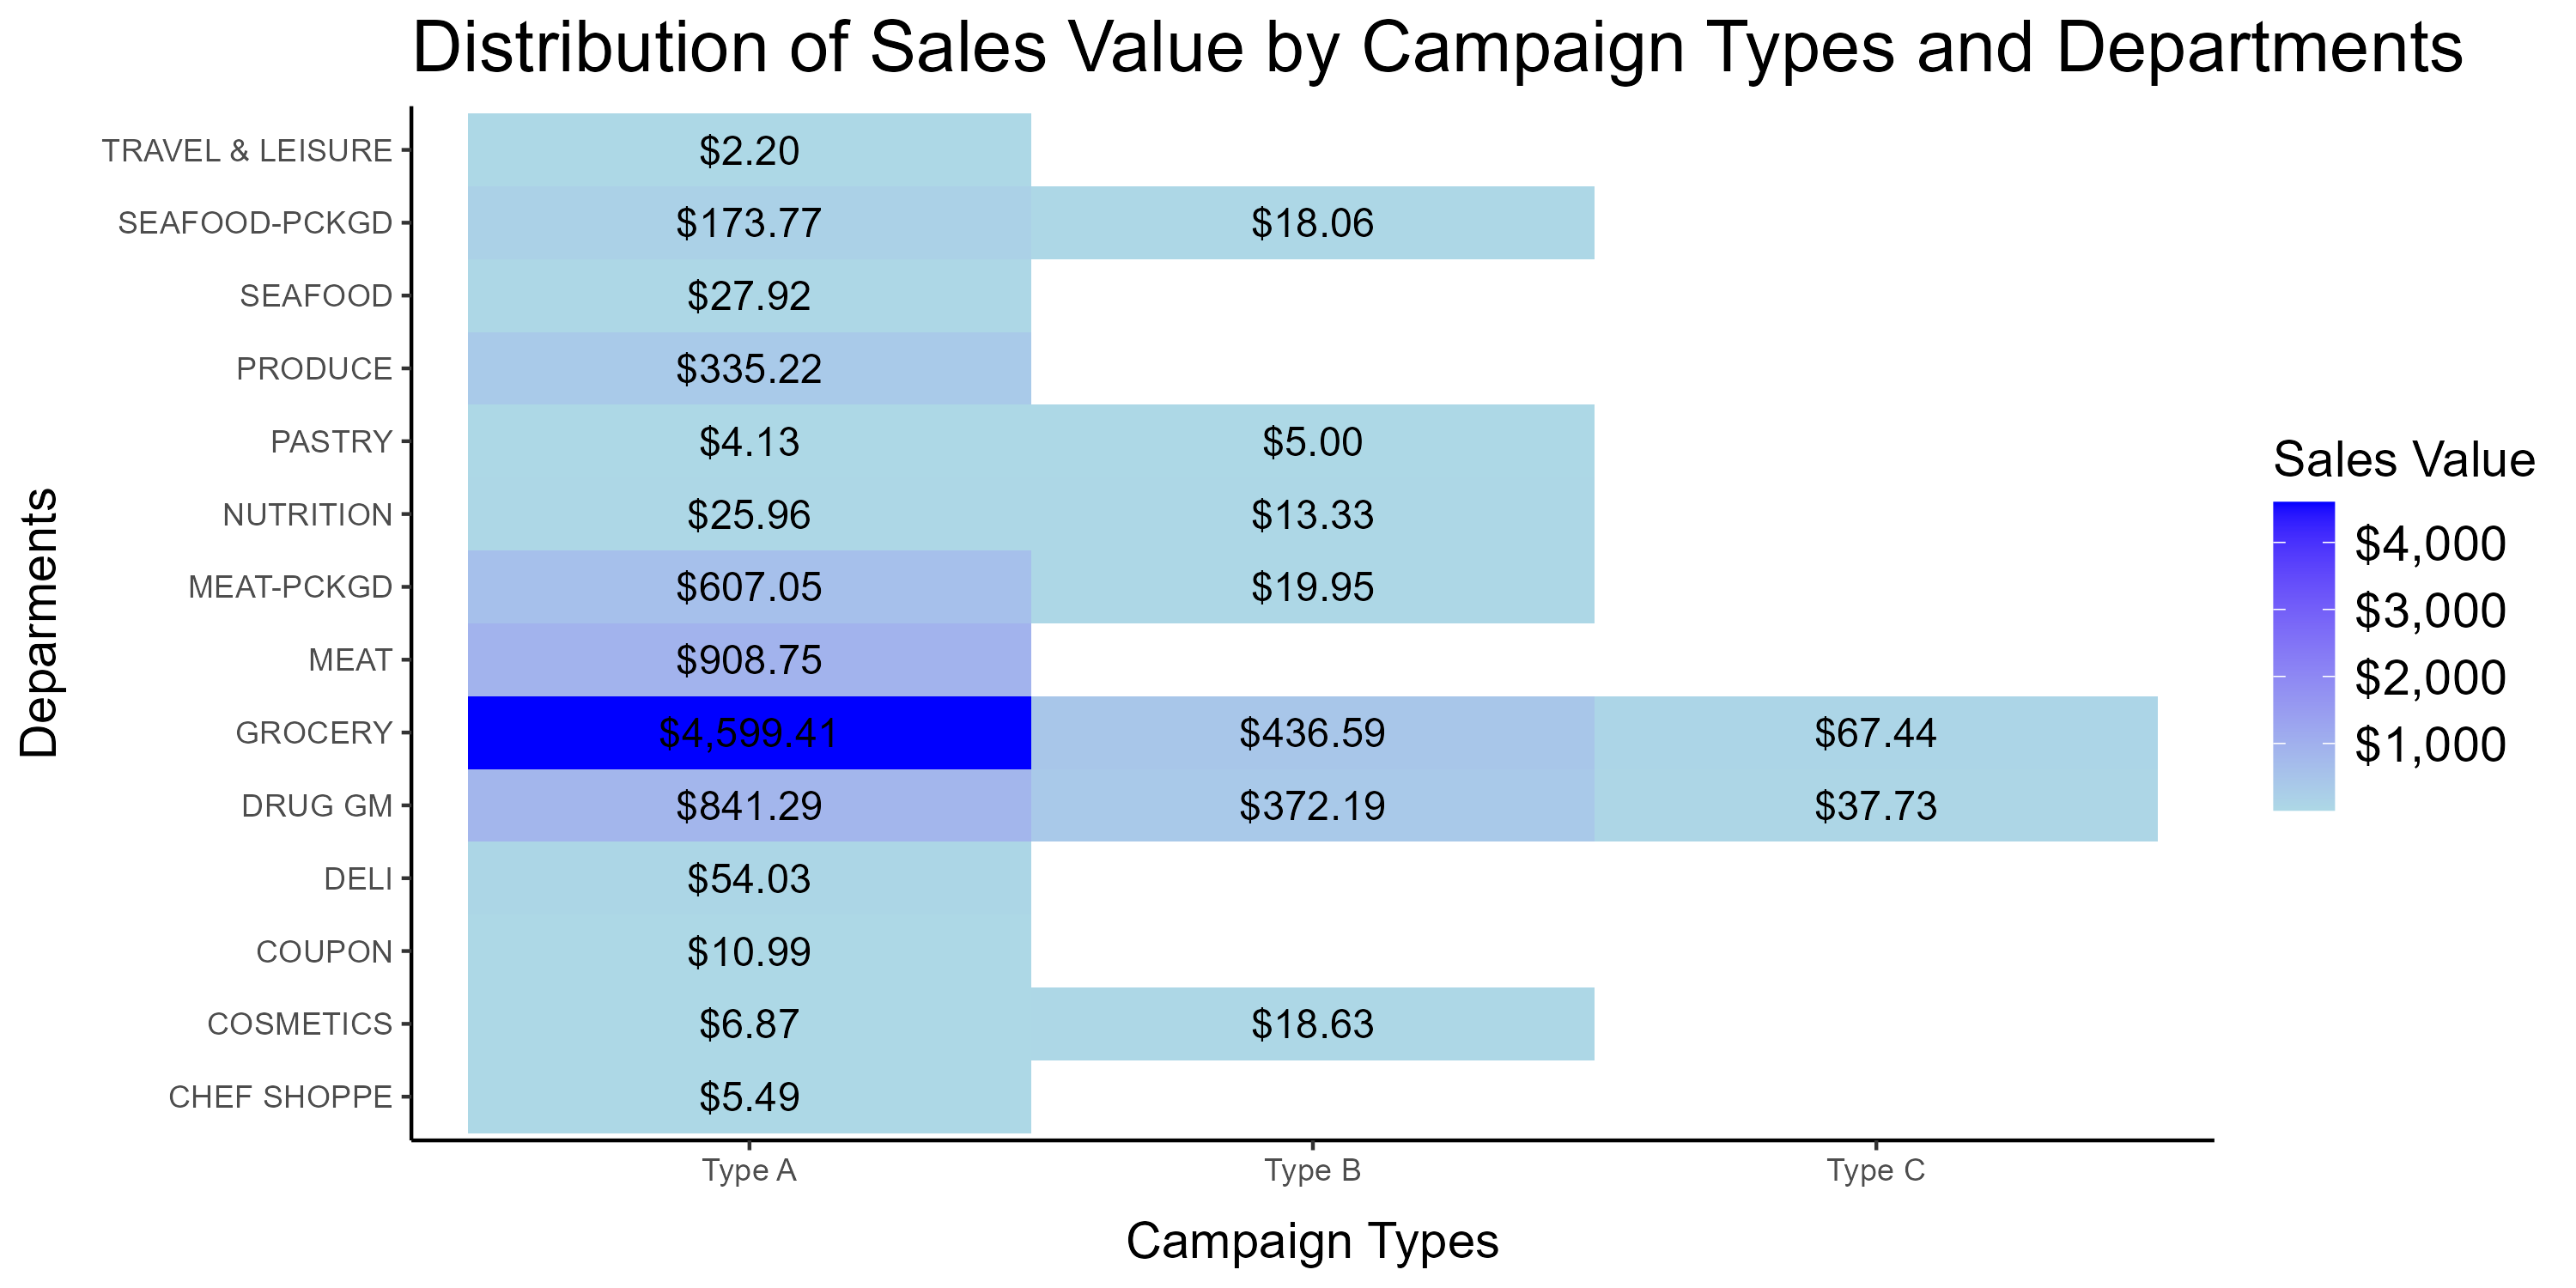 Distribution of Sales Value by Campaign Types and Departments
TRAVEL & LEISURE $2.20
SEAFOOD-PCKGD $173.77 $18.06
SEAFOOD $27.92
PRODUCE $335.22
PASTRY $4.13 $5.00
NUTRITION $25.96 $13.33
MEAT-PCKGD $607.05 $19.95
MEAT $908.75
GROCERY $4,599.41 $436.59 $67.44
DRUG GM $841.29 $372.19 $37.73
DELI $54.03
COUPON $10.99
COSMETICS $6.87 $18.63
CHEF SHOPPE $5.49
Type A Type B Type C
Campaign Types
Deparments
Sales Value
$4,000
$3,000
$2,000
$1,000